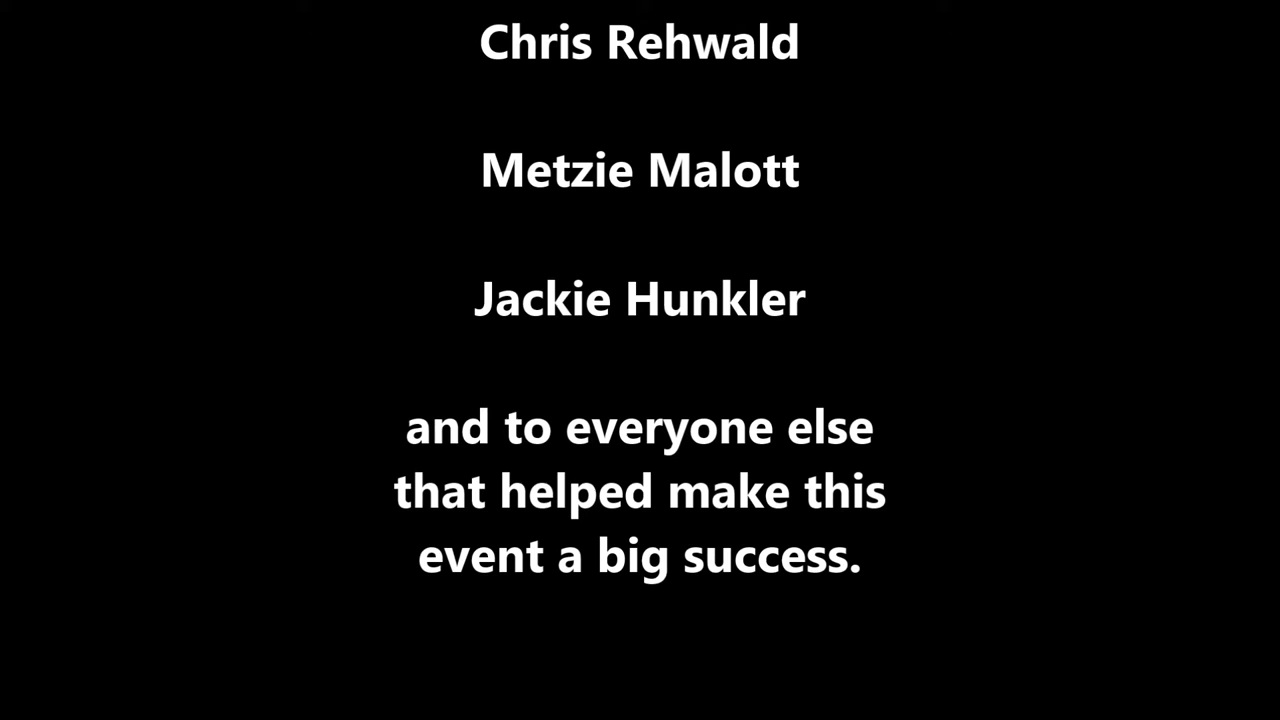 Chris Rehwald
Metzie Malott
Jackie Hunkler
and to everyone else
that helped make this
event a big success.